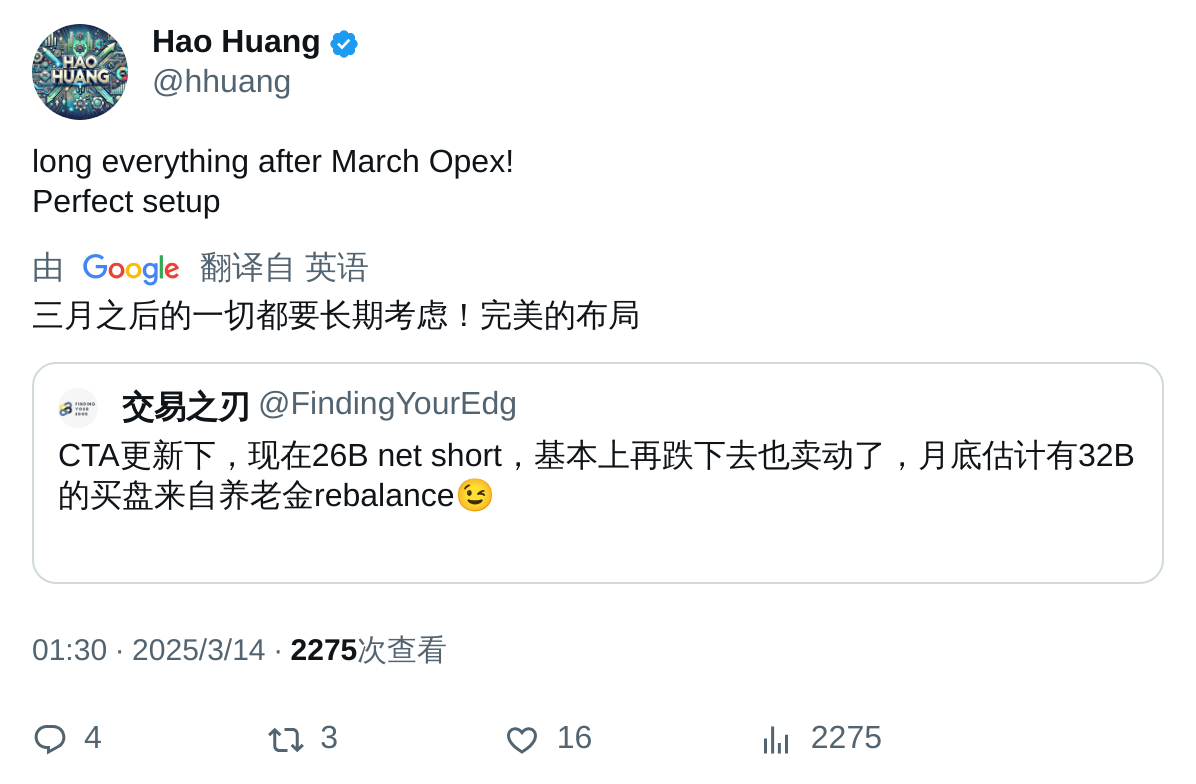 HAO
HUANG
Hao Huang
@hhuang
long everything after March Opex!
Perfect setup
由 Google 翻译自 英语
三月之后的一切都要长期考虑！完美的布局
FINDING
YOUR
EDGE
交易之刃 @FindingYourEdg
CTA更新下，现在26B net short，基本上再跌下去也卖动了，月底估计有32B
的买盘来自养老金rebalance😉
01:30 · 2025/3/14 · 2275次查看
4 3 16 2275